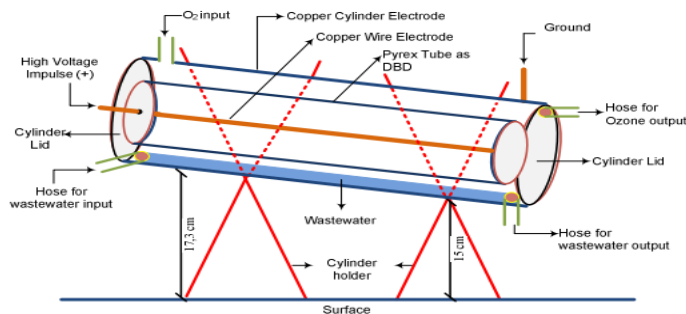 O₂ input
Copper Cylinder Electrode
Ground
Copper Wire Electrode
High Voltage
Impulse (+)
Pyrex Tube as
DBD
Hose for
Ozone output
Cylinder
Lid
Cylinder Lid
Hose for
wastewater input
Wastewater
17,3 cm
15 cm
Hose for
wastewater output
Cylinder
holder
Surface